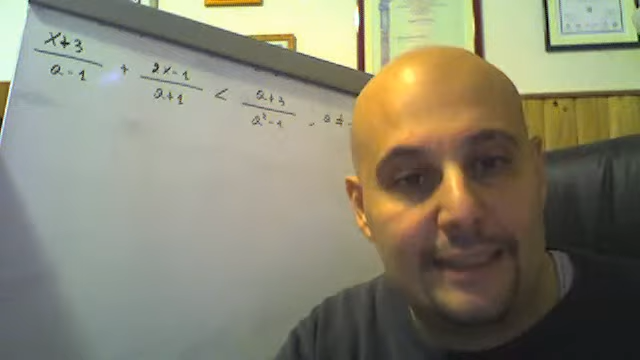 x+3/a-1 + 2x-1/a+1 < a+3/a²-1 , a ≠